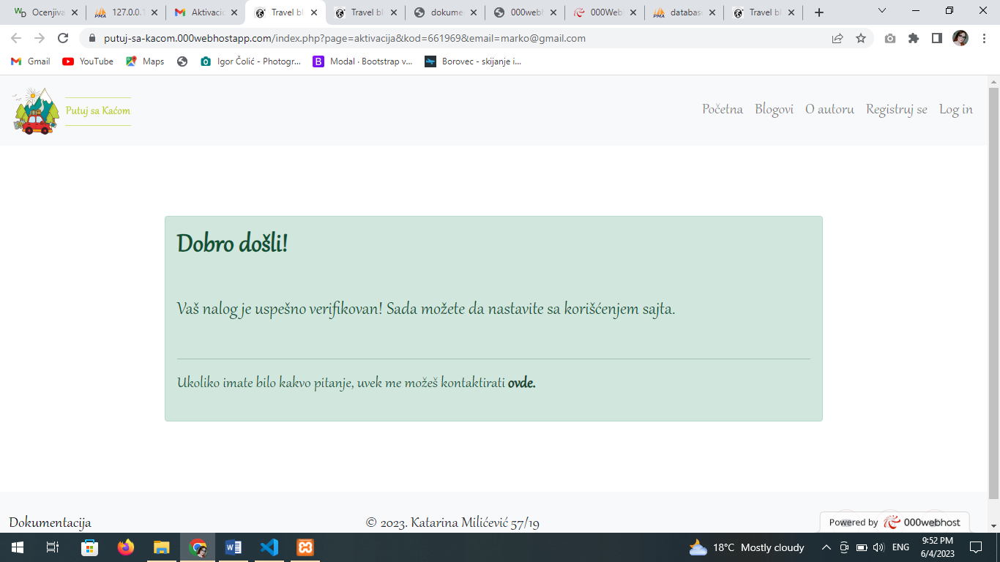 Ocenjiva
127.0.0.1
Aktivaci
Travel bl
Travel bl
dokume
000webl
000Web
databas
Travel bl
putuj-sa-kacom.000webhostapp.com/index.php?page=aktivacija&kod=661969&email=marko@gmail.com
Gmail
YouTube
Maps
Igor Čolić - Photogr...
Modal · Bootstrap v...
Borovec - skijanje i...
Putuj sa Kaćom
Početna
Blogovi
O autoru
Registruj se
Log in
Dobro došli!
Vaš nalog je uspešno verifikovan! Sada možete da nastavite sa korišćenjem sajta.
Ukoliko imate bilo kakvo pitanje, uvek me možeš kontaktirati ovde.
Dokumentacija
© 2023. Katarina Milićević 57/19
Powered by 000webhost
18°C Mostly cloudy
ENG
9:52 PM
6/4/2023